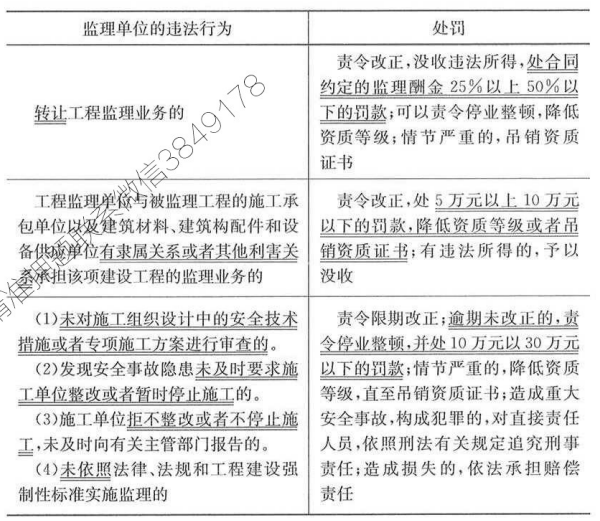 监理单位的违法行为
处罚
转让工程监理业务的
责令改正,没收违法所得,处合同
约定的监理酬金25%以上50%以
下的罚款;可以责令停业整顿,降低
资质等级;情节严重的,吊销资质
证书
工程监理单位与被监理工程的施工承
包单位以及建筑材料、建筑构配件和设
备供应单位有隶属关系或者其他利害关
系承担该项建设工程的监理业务的
责令改正,处5万元以上10万元
以下的罚款,降低资质等级或者吊
销资质证书;有违法所得的,予以
没收
(1)未对施工组织设计中的安全技术
措施或者专项施工方案进行审查的。
(2)发现安全事故隐患未及时要求施
工单位整改或者暂时停止施工的。
(3)施工单位拒不整改或者不停止施
工,未及时向有关主管部门报告的。
(4)未依照法律、法规和工程建设强
制性标准实施监理的
责令限期改正;逾期未改正的,责
令停业整顿,并处10万元以30万元
以下的罚款;情节严重的,降低资质
等级,直至吊销资质证书;造成重大
安全事故,构成犯罪的,对直接责任
人员,依照刑法有关规定追究刑事
责任;造成损失的,依法承担赔偿
责任
精准押题联系微信3849178